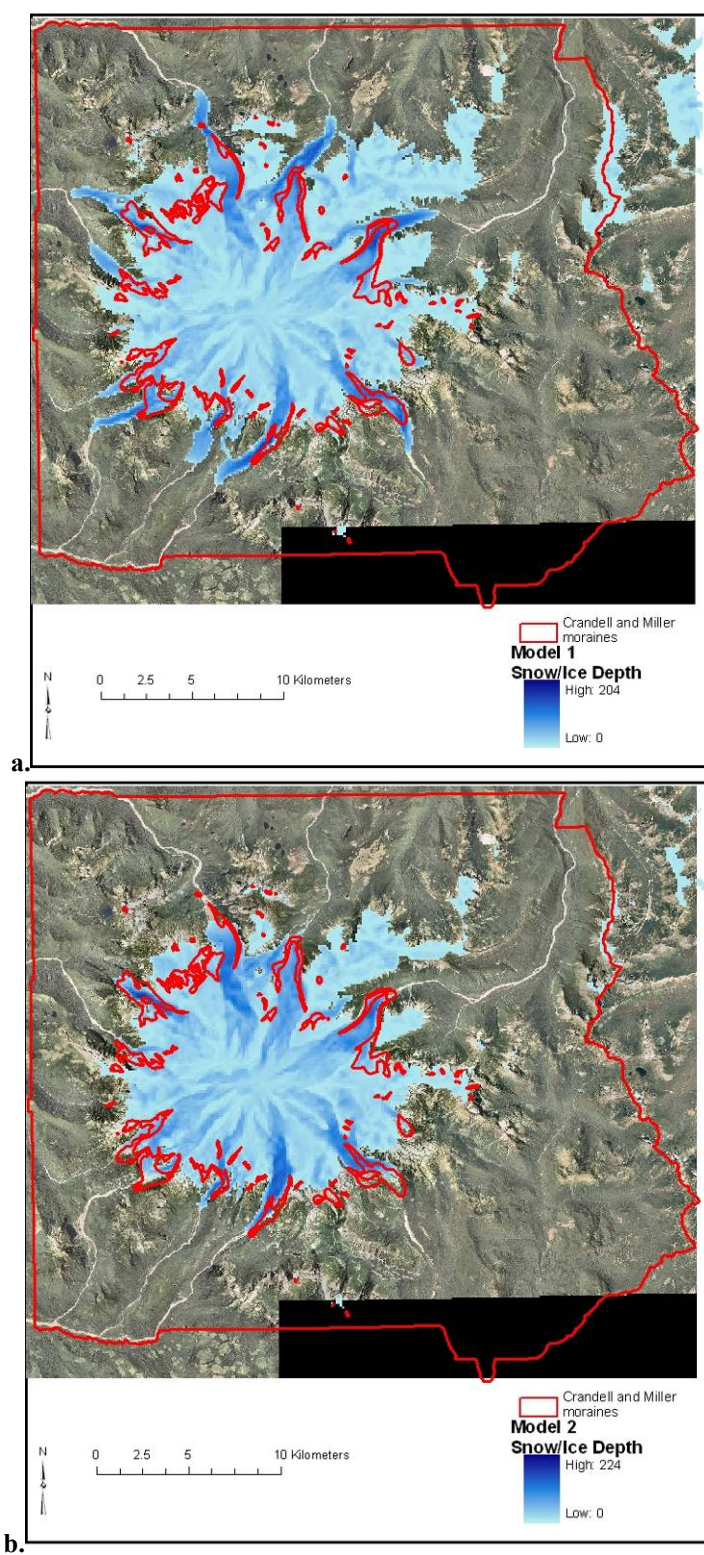 Crandell and Miller
moraines
Model 1
Snow/Ice Depth
High: 204
Low: 0
N
0 2.5 5 10 Kilometers
a.
Crandell and Miller
moraines
Model 2
Snow/Ice Depth
High: 224
Low: 0
N
0 2.5 5 10 Kilometers
b.